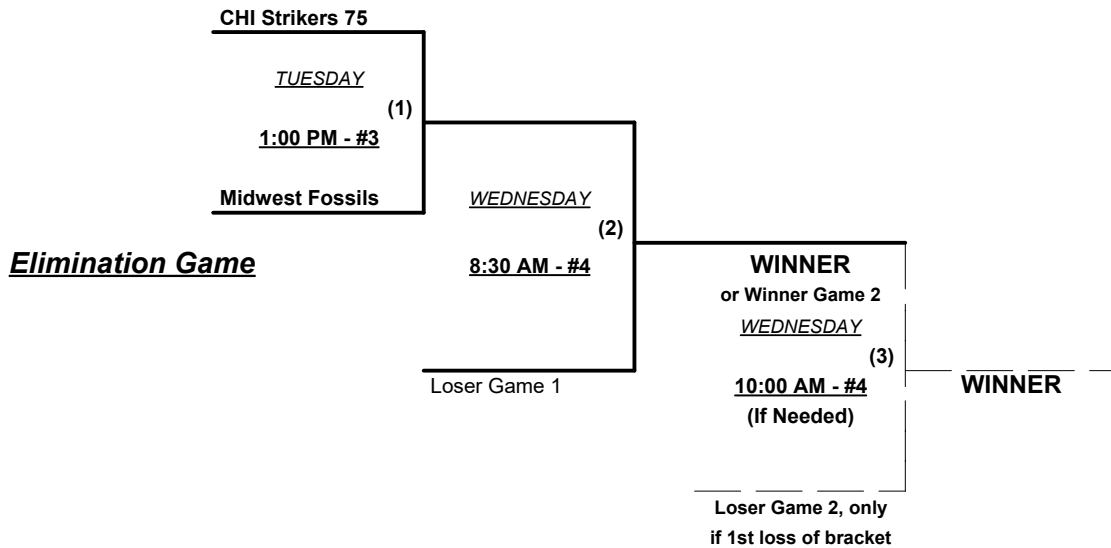 CHI Strikers 75
TUESDAY
(1)
1:00 PM - #3
Midwest Fossils
WEDNESDAY
(2)
Elimination Game
8:30 AM - #4
WINNER
or Winner Game 2
WEDNESDAY
(3)
Loser Game 1
10:00 AM - #4
WINNER
(If Needed)
Loser Game 2, only
if 1st loss of bracket